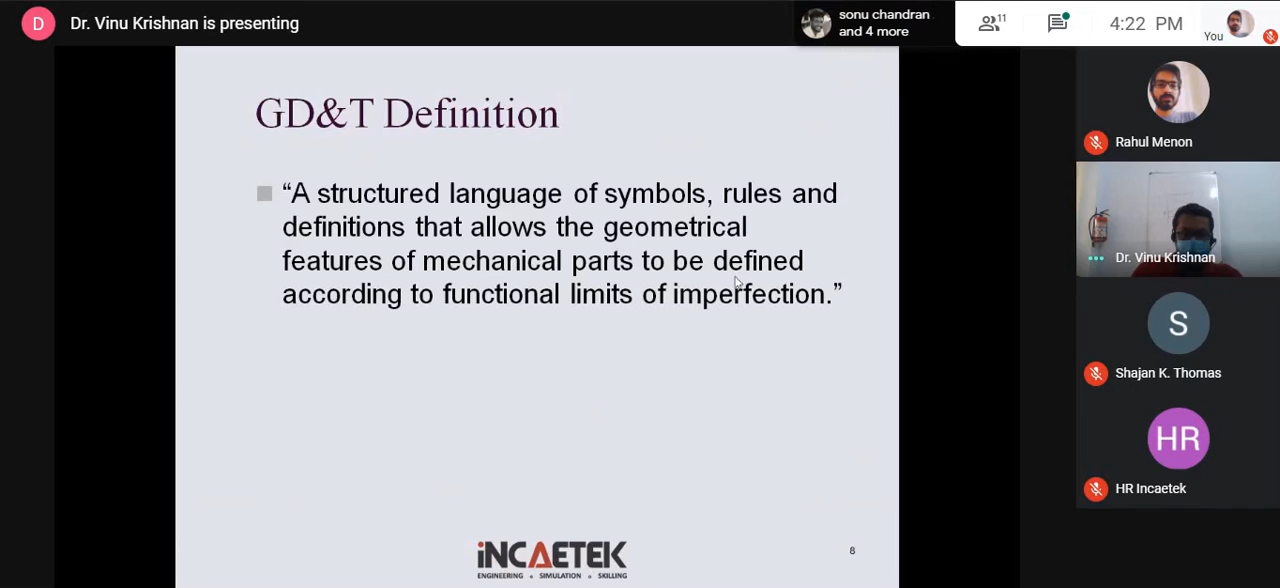 D
Dr. Vinu Krishnan is presenting
sonu chandran
and 4 more
11
4:22 PM
You
GD&T Definition
“A structured language of symbols, rules and
definitions that allows the geometrical
features of mechanical parts to be defined
according to functional limits of imperfection.”
iNCAETEK
ENGINEERING • SIMULATION • SKILLING
8
Rahul Menon
Dr. Vinu Krishnan
S
Shajan K. Thomas
HR
HR Incaetek